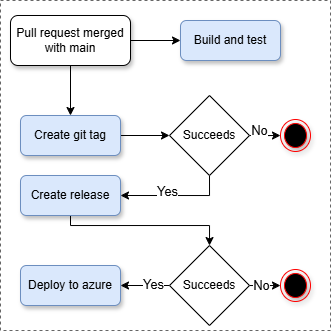 Pull request merged
with main
Build and test
Create git tag
Succeeds
No
Create release
Yes
Deploy to azure
Yes
Succeeds
No